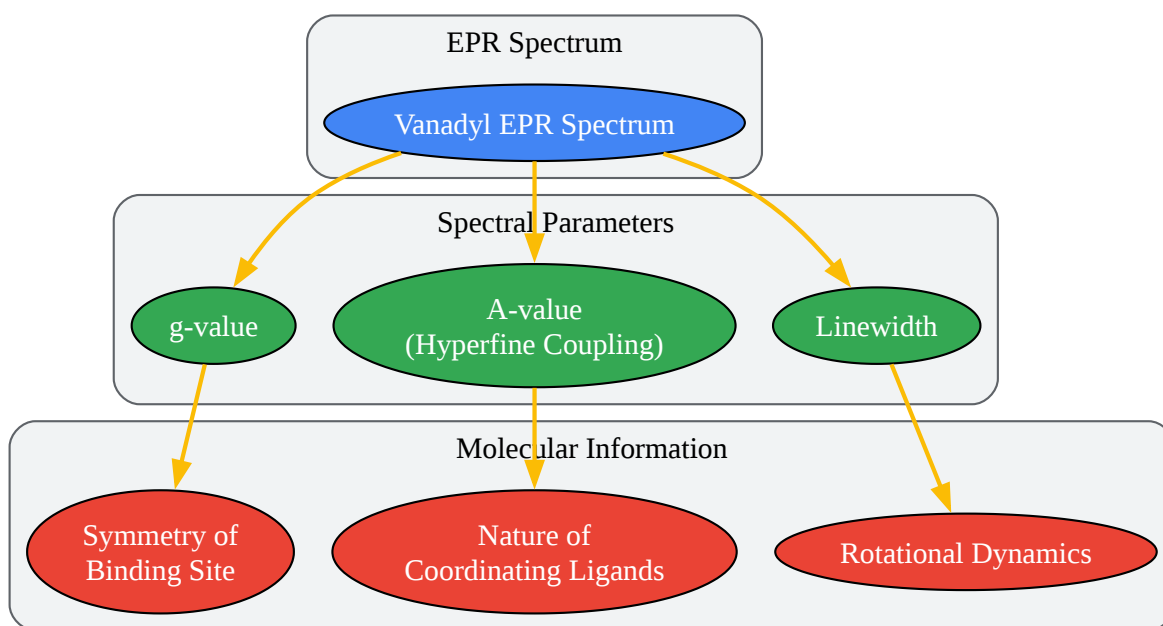 EPR Spectrum
Vanadyl EPR Spectrum
Spectral Parameters
g-value
A-value
(Hyperfine Coupling)
Linewidth
Molecular Information
Symmetry of
Binding Site
Nature of
Coordinating Ligands
Rotational Dynamics